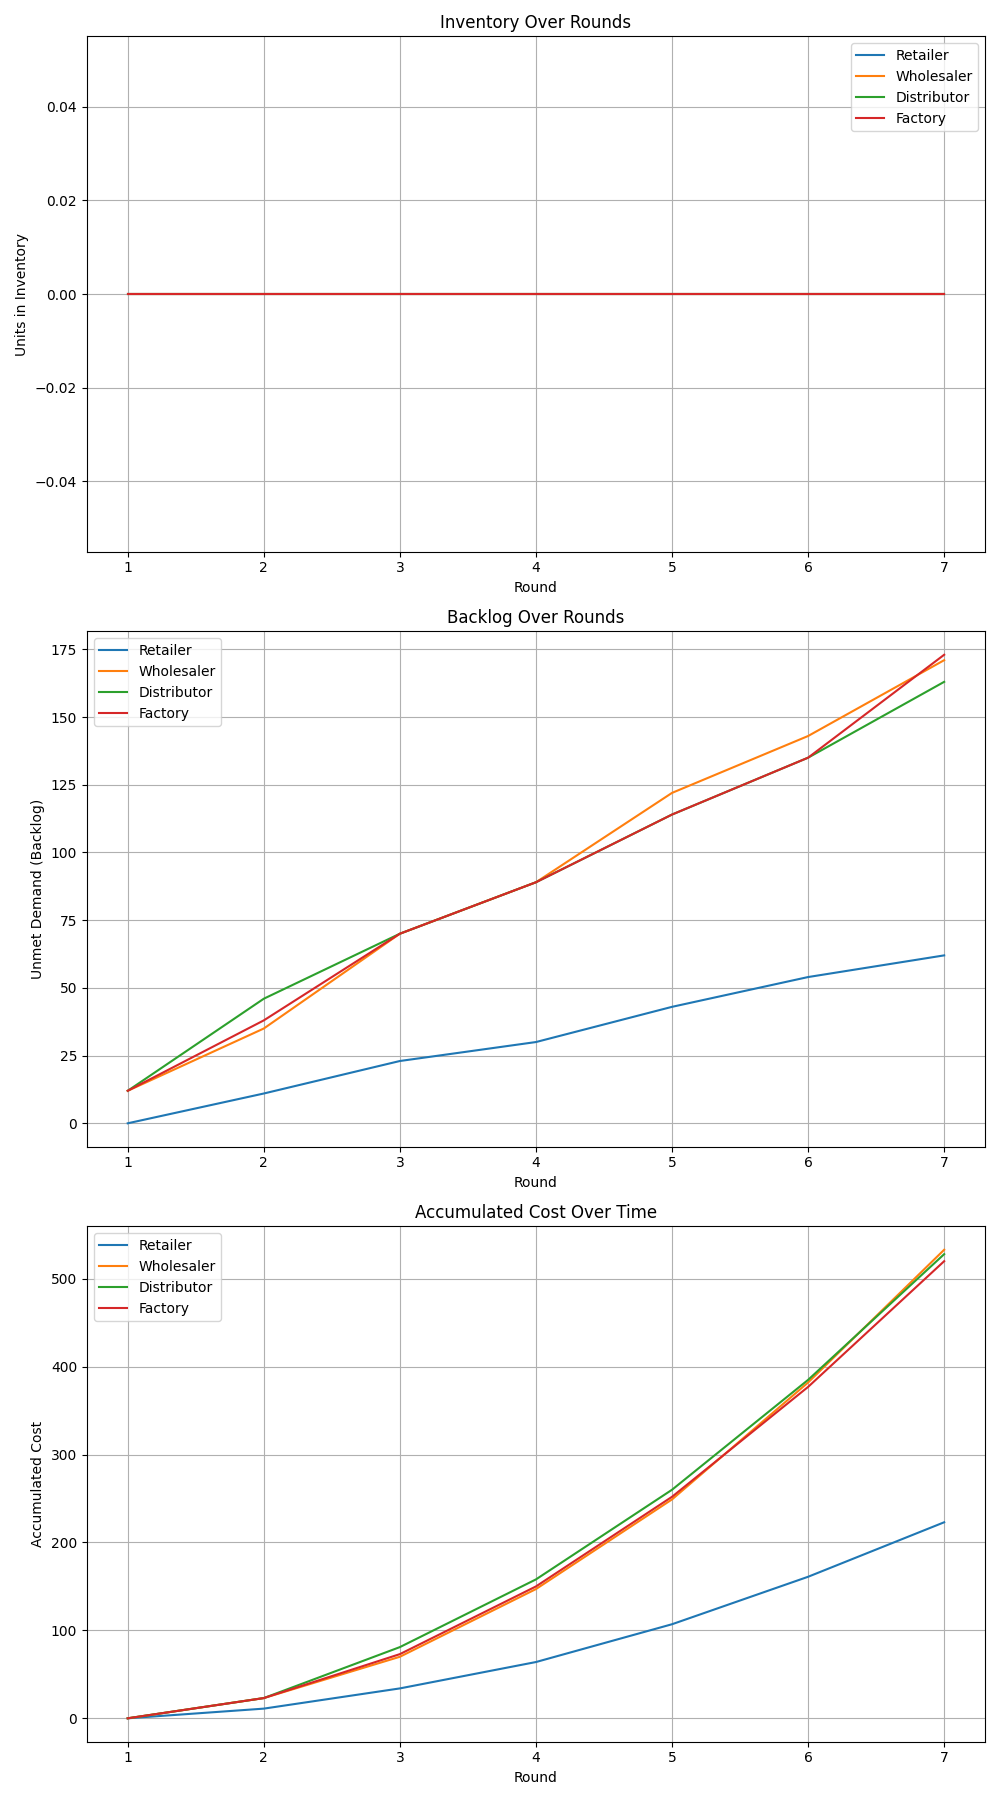 Inventory Over Rounds
Retailer
Wholesaler
Distributor
Factory
0.04
0.02
0.00
−0.02
−0.04
Units in Inventory
1 2 3 4 5 6 7
Round
Backlog Over Rounds
Retailer
Wholesaler
Distributor
Factory
175
150
125
100
75
50
25
0
Unmet Demand (Backlog)
1 2 3 4 5 6 7
Round
Accumulated Cost Over Time
Retailer
Wholesaler
Distributor
Factory
500
400
300
200
100
0
Accumulated Cost
1 2 3 4 5 6 7
Round